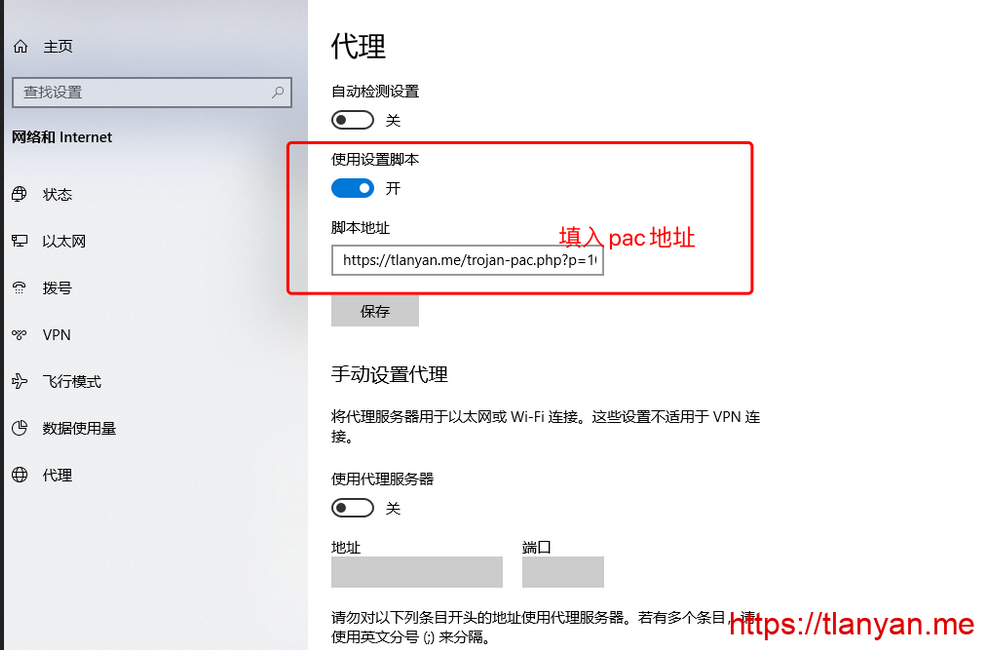 主页
查找设置
网络和 Internet
状态
以太网
拨号
VPN
飞行模式
数据使用量
代理
代理
自动检测设置
关
使用设置脚本
开
脚本地址
填入 pac 地址
https://tlanyan.me/trojan-pac.php?p=1
保存
手动设置代理
将代理服务器用于以太网或 Wi-Fi 连接。这些设置不适用于 VPN 连
接。
使用代理服务器
关
地址
端口
请勿对以下列条目开头的地址使用代理服务器。若有多个条目，请
使用英文分号 (;) 来分隔。
https://tlanyan.me